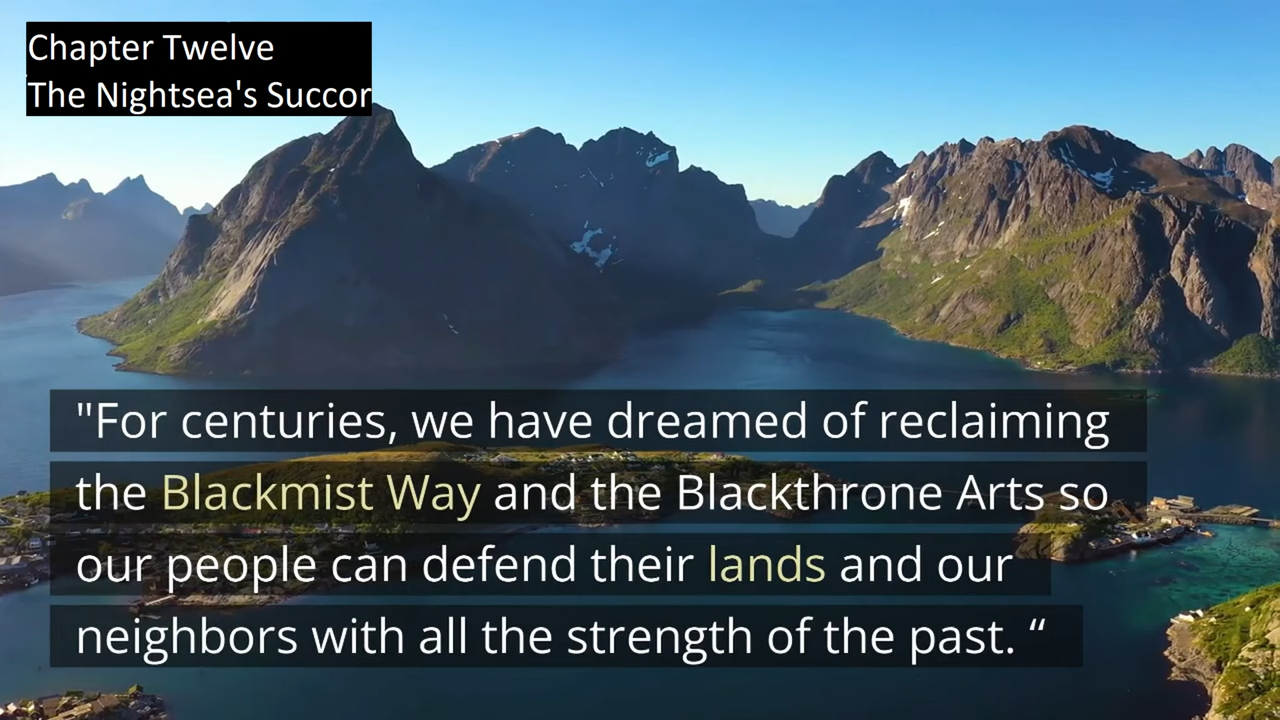 Chapter Twelve
The Nightsea's Succor
"For centuries, we have dreamed of reclaiming
the Blackmist Way and the Blackthrone Arts so
our people can defend their lands and our
neighbors with all the strength of the past. “